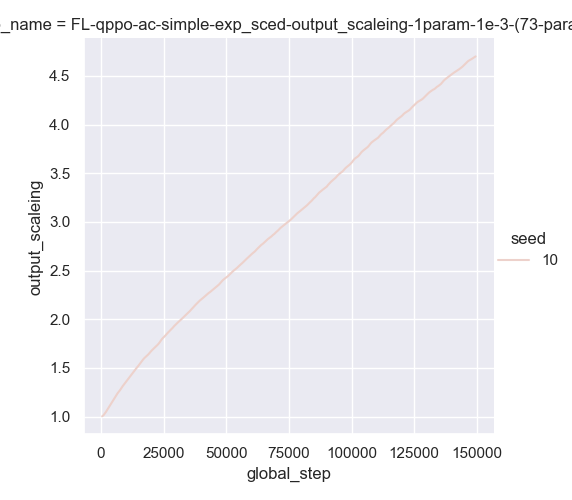 _name = FL-qppo-ac-simple-exp_sced-output_scaleing-1param-1e-3-(73-para
4.5
4.0
3.5
3.0
2.5
2.0
1.5
1.0
output_scaleing
0 25000 50000 75000 100000 125000 150000
global_step
seed
10